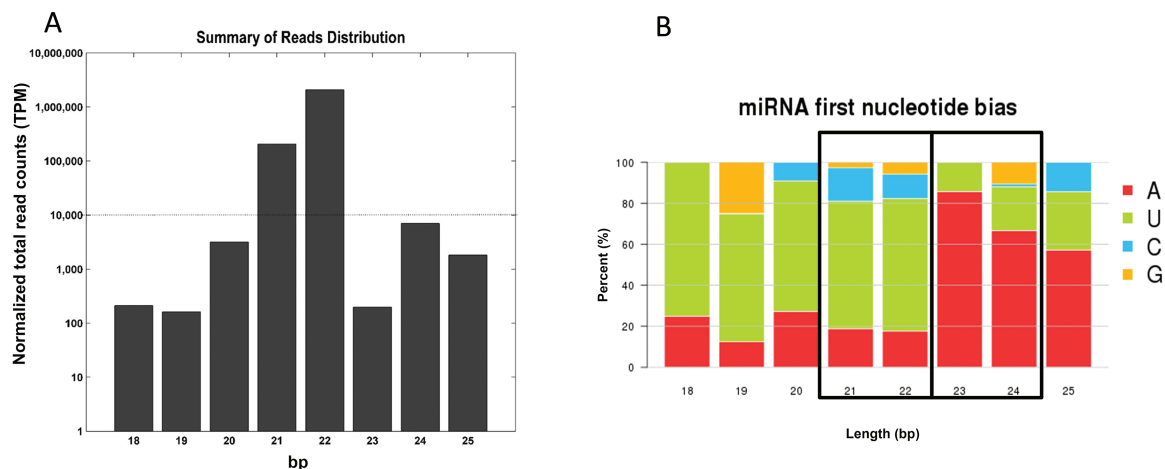 A
Summary of Reads Distribution
Normalized total read counts (TPM)
10,000,000
1,000,000
100,000
10,000
1,000
100
10
1
18 19 20 21 22 23 24 25
bp
B
miRNA first nucleotide bias
Percent (%)
100
80
60
40
20
0
18 19 20 21 22 23 24 25
Length (bp)
A
U
C
G